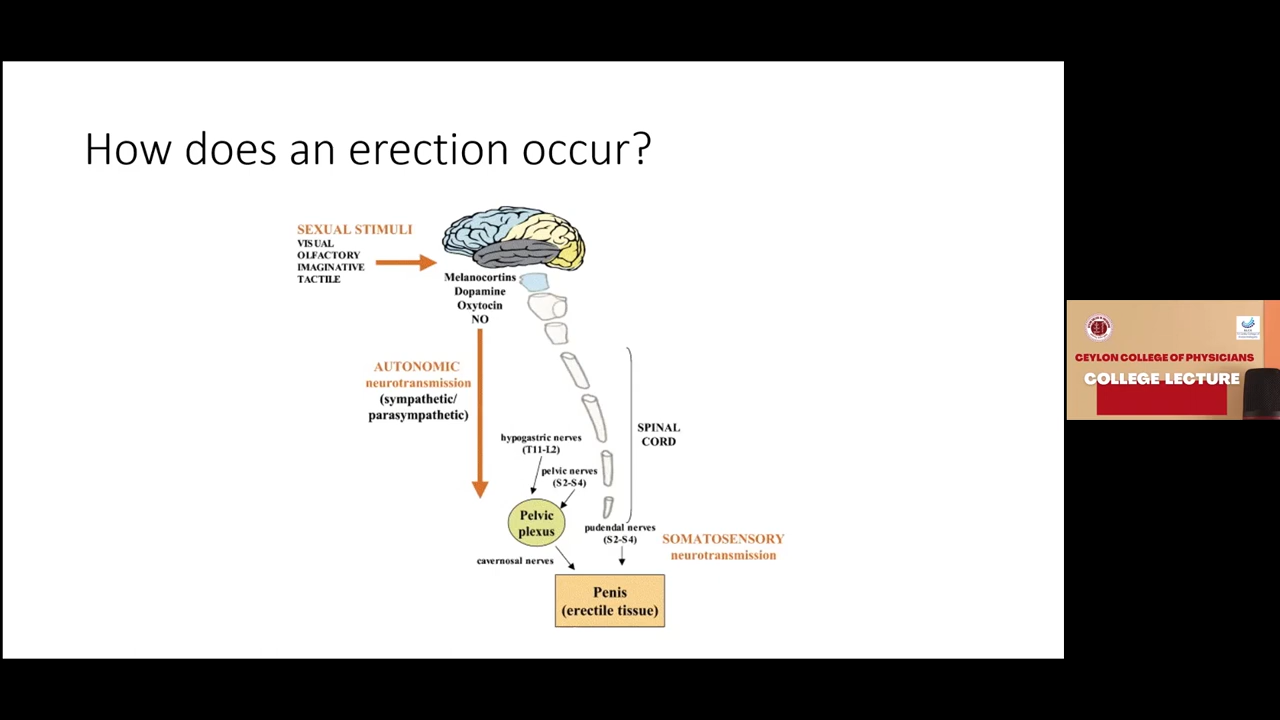 How does an erection occur?
SEXUAL STIMULI
VISUAL
OLFACTORY
IMAGINATIVE
TACTILE
Melanocortins
Dopamine
Oxytocin
NO
AUTONOMIC
neurotransmission
(sympathetic/
parasympathetic)
hypogastric nerves
(T11-L2)
pelvic nerves
(S2-S4)
SPINAL
CORD
Pelvic
plexus
pudendal nerves
(S2-S4)
SOMATOSENSORY
neurotransmission
cavernosal nerves
Penis
(erectile tissue)
CEYLON COLLEGE OF PHYSICIANS
COLLEGE LECTURE